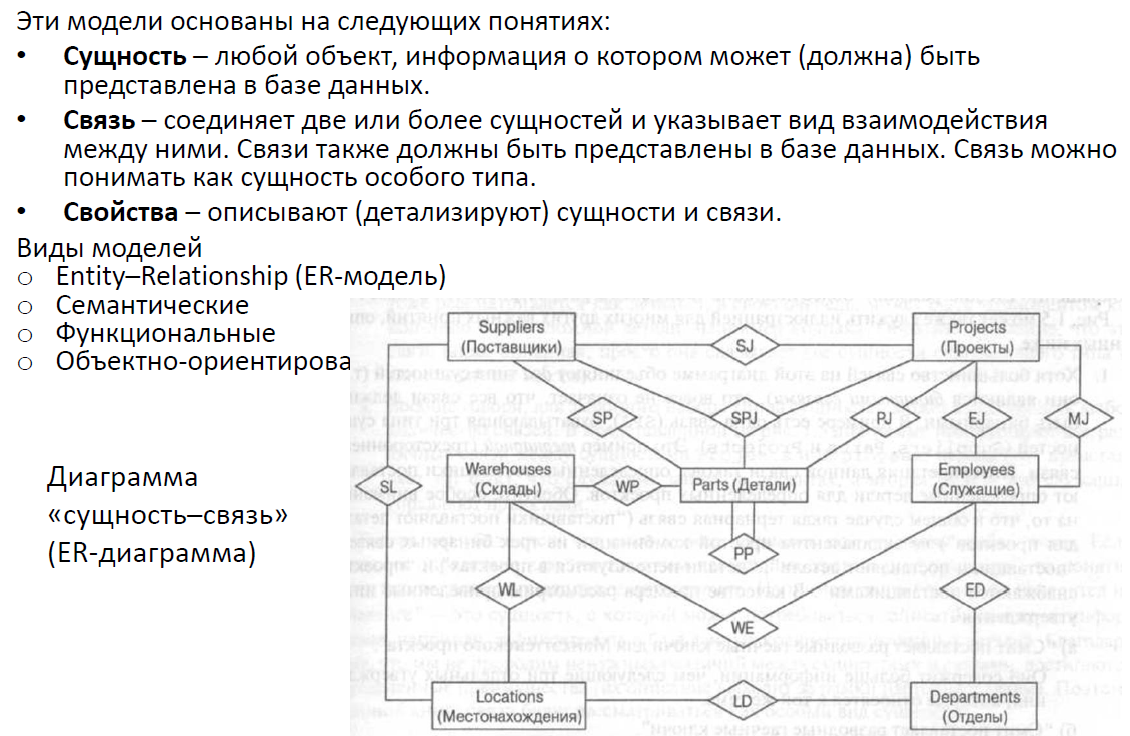 Эти модели основаны на следующих понятиях:
• Сущность – любой объект, информация о котором может (должна) быть
представлена в базе данных.
• Связь – соединяет две или более сущностей и указывает вид взаимодействия
между ними. Связи также должны быть представлены в базе данных. Связь можно
понимать как сущность особого типа.
• Свойства – описывают (детализируют) сущности и связи.
Виды моделей
o Entity–Relationship (ER-модель)
o Семантические
o Функциональные
o Объектно-ориентирова
Диаграмма
«сущность–связь»
(ER-диаграмма)
Suppliers
(Поставщики)
SJ
Projects
(Проекты)
SP
SPJ
PJ
EJ
MJ
SL
Warehouses
(Склады)
WP
Parts (Детали)
Employees
(Служащие)
PP
WL
WE
ED
Locations
(Местонахождения)
LD
Departments
(Отделы)